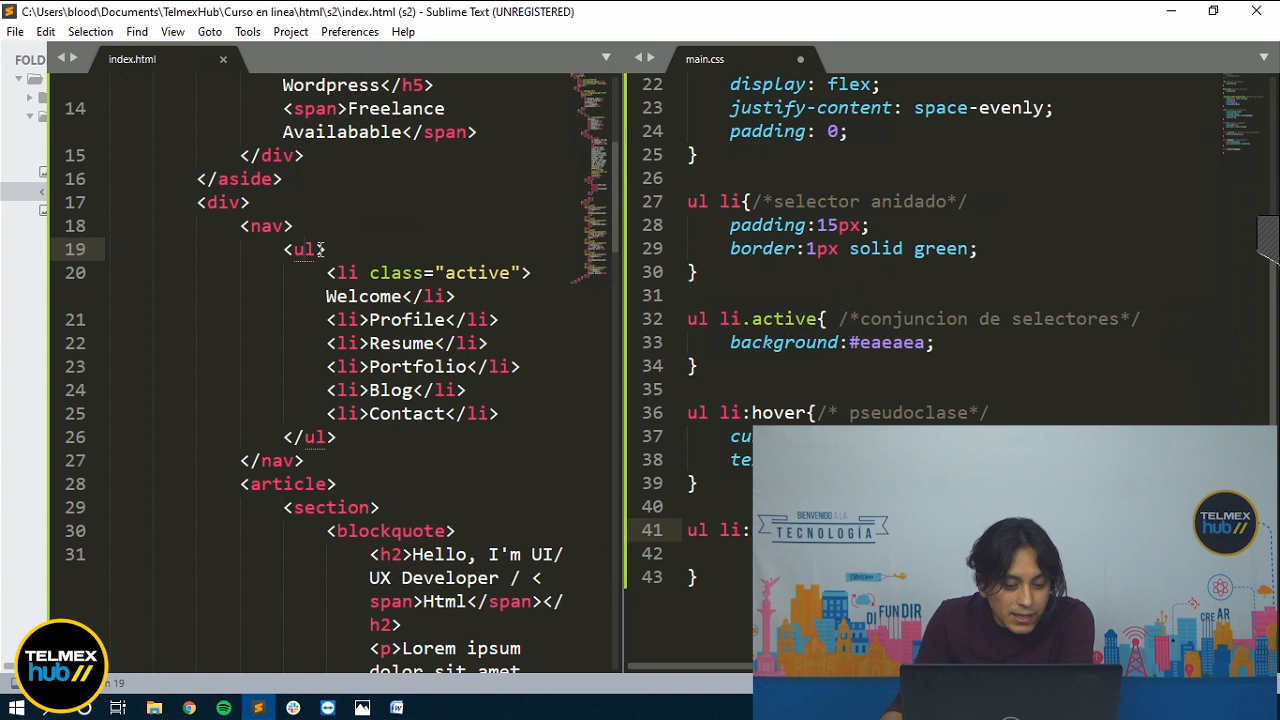 C:\Users\blood\Documents\TelmexHub\Curso en linea\html\s2\index.html (s2) - Sublime Text (UNREGISTERED)
File Edit Selection Find View Goto Tools Project Preferences Help
FOLD
index.html
main.css
Wordpress</h5>
14 <span>Freelance
Availabable</span>
15 </div>
16 </aside>
17 <div>
18 <nav>
19 <ul>
20 <li class="active">
Welcome</li>
21 <li>Profile</li>
22 <li>Resume</li>
23 <li>Portfolio</li>
24 <li>Blog</li>
25 <li>Contact</li>
26 </ul>
27 </nav>
28 <article>
29 <section>
30 <blockquote>
31 <h2>Hello, I'm UI/
UX Developer / <
span>Html</span></
h2>
<p>Lorem ipsum
dolor sit amet
22 display: flex;
23 justify-content: space-evenly;
24 padding: 0;
25 }
26
27 ul li{/*selector anidado*/
28 padding:15px;
29 border:1px solid green;
30 }
31
32 ul li.active{ /*conjuncion de selectores*/
33 background:#eaeaea;
34 }
35
36 ul li:hover{/* pseudoclase*/
37 cu
38 te
39 }
40
41 ul li:
42
43 }
BIENVENIDO A LA
TECNOLOGÍA
TELMEX
hub//
DI FUN DIR
CRE AR
TELMEX
hub//
mn 19